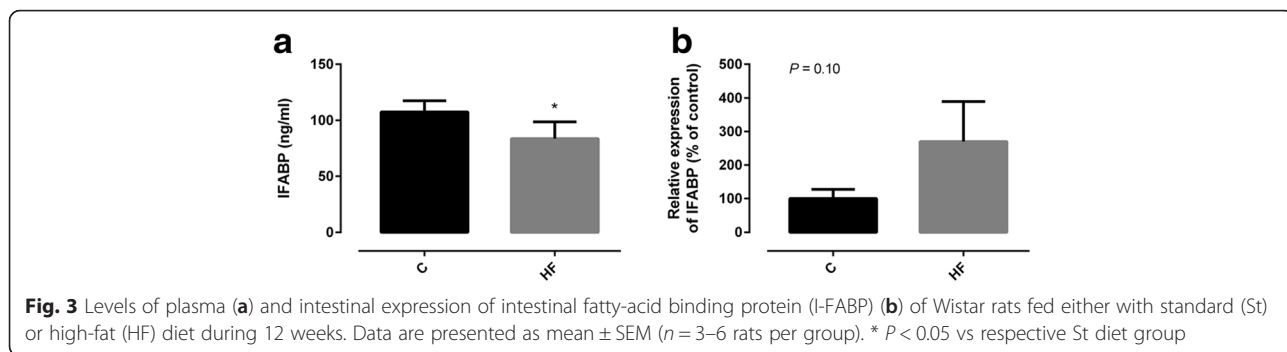 a
150
100
50
0
IFABP (ng/ml)
*
C
HF
b
500
400
300
200
100
0
Relative expression
of IFABP (% of control)
P = 0.10
C
HF
Fig. 3 Levels of plasma (a) and intestinal expression of intestinal fatty-acid binding protein (I-FABP) (b) of Wistar rats fed either with standard (St)
or high-fat (HF) diet during 12 weeks. Data are presented as mean ± SEM (n = 3–6 rats per group). * P < 0.05 vs respective St diet group